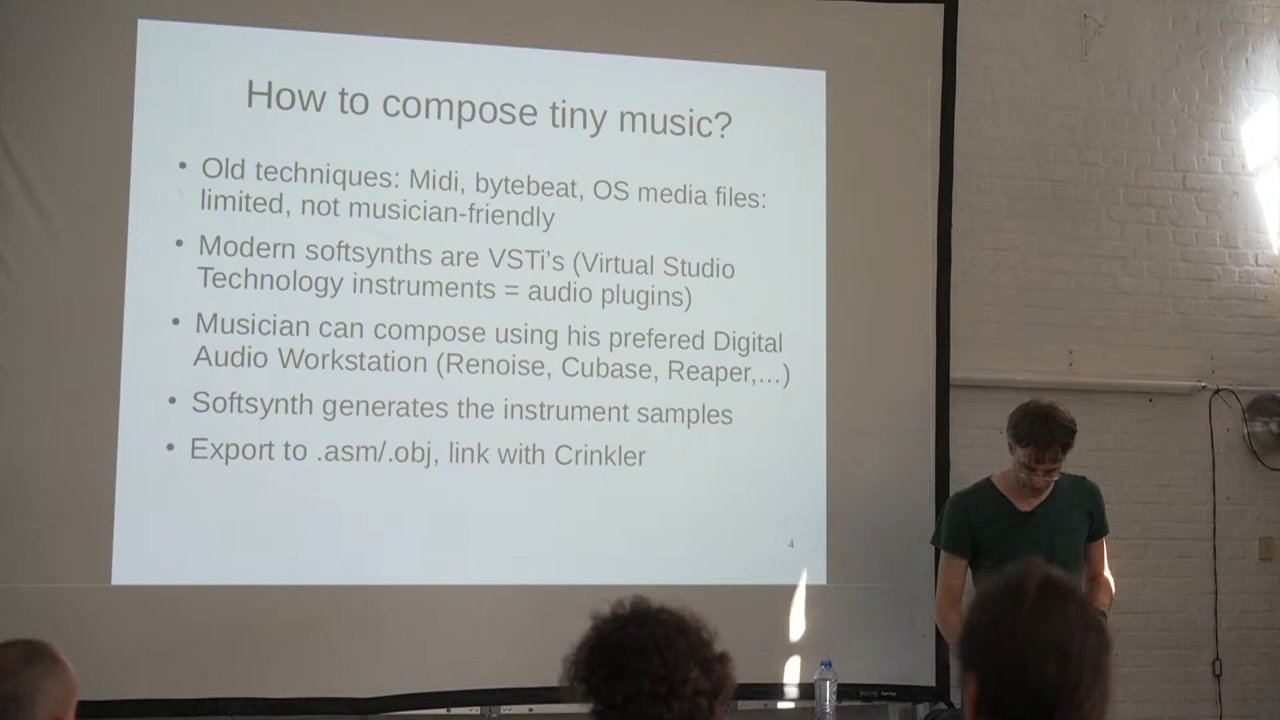 How to compose tiny music?
• Old techniques: Midi, bytebeat, OS media files:
limited, not musician-friendly
• Modern softsynths are VSTi's (Virtual Studio
Technology instruments = audio plugins)
• Musician can compose using his prefered Digital
Audio Workstation (Renoise, Cubase, Reaper,...)
• Softsynth generates the instrument samples
• Export to .asm/.obj, link with Crinkler
4